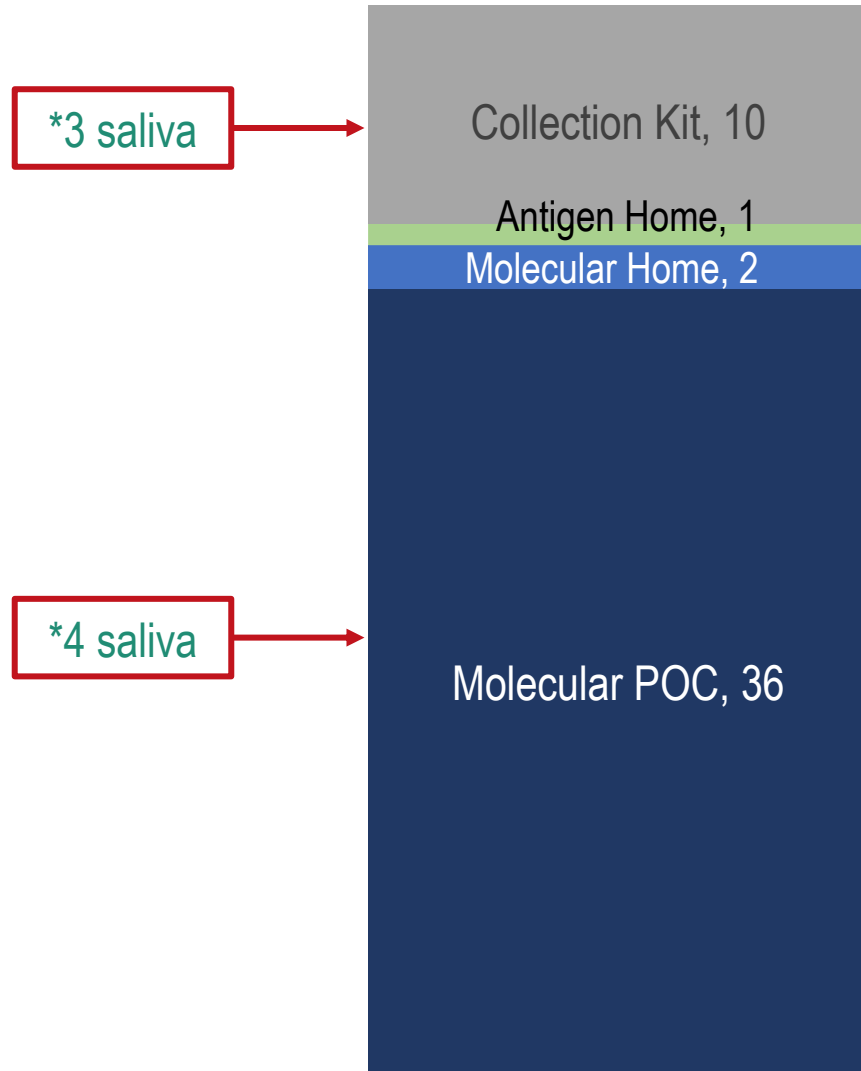 *3 saliva
Collection Kit, 10
Antigen Home, 1
Molecular Home, 2
*4 saliva
Molecular POC, 36